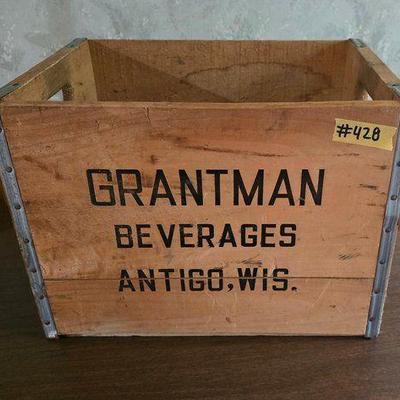 #428
GRANTMAN
BEVERAGES
ANTIGO, WIS.